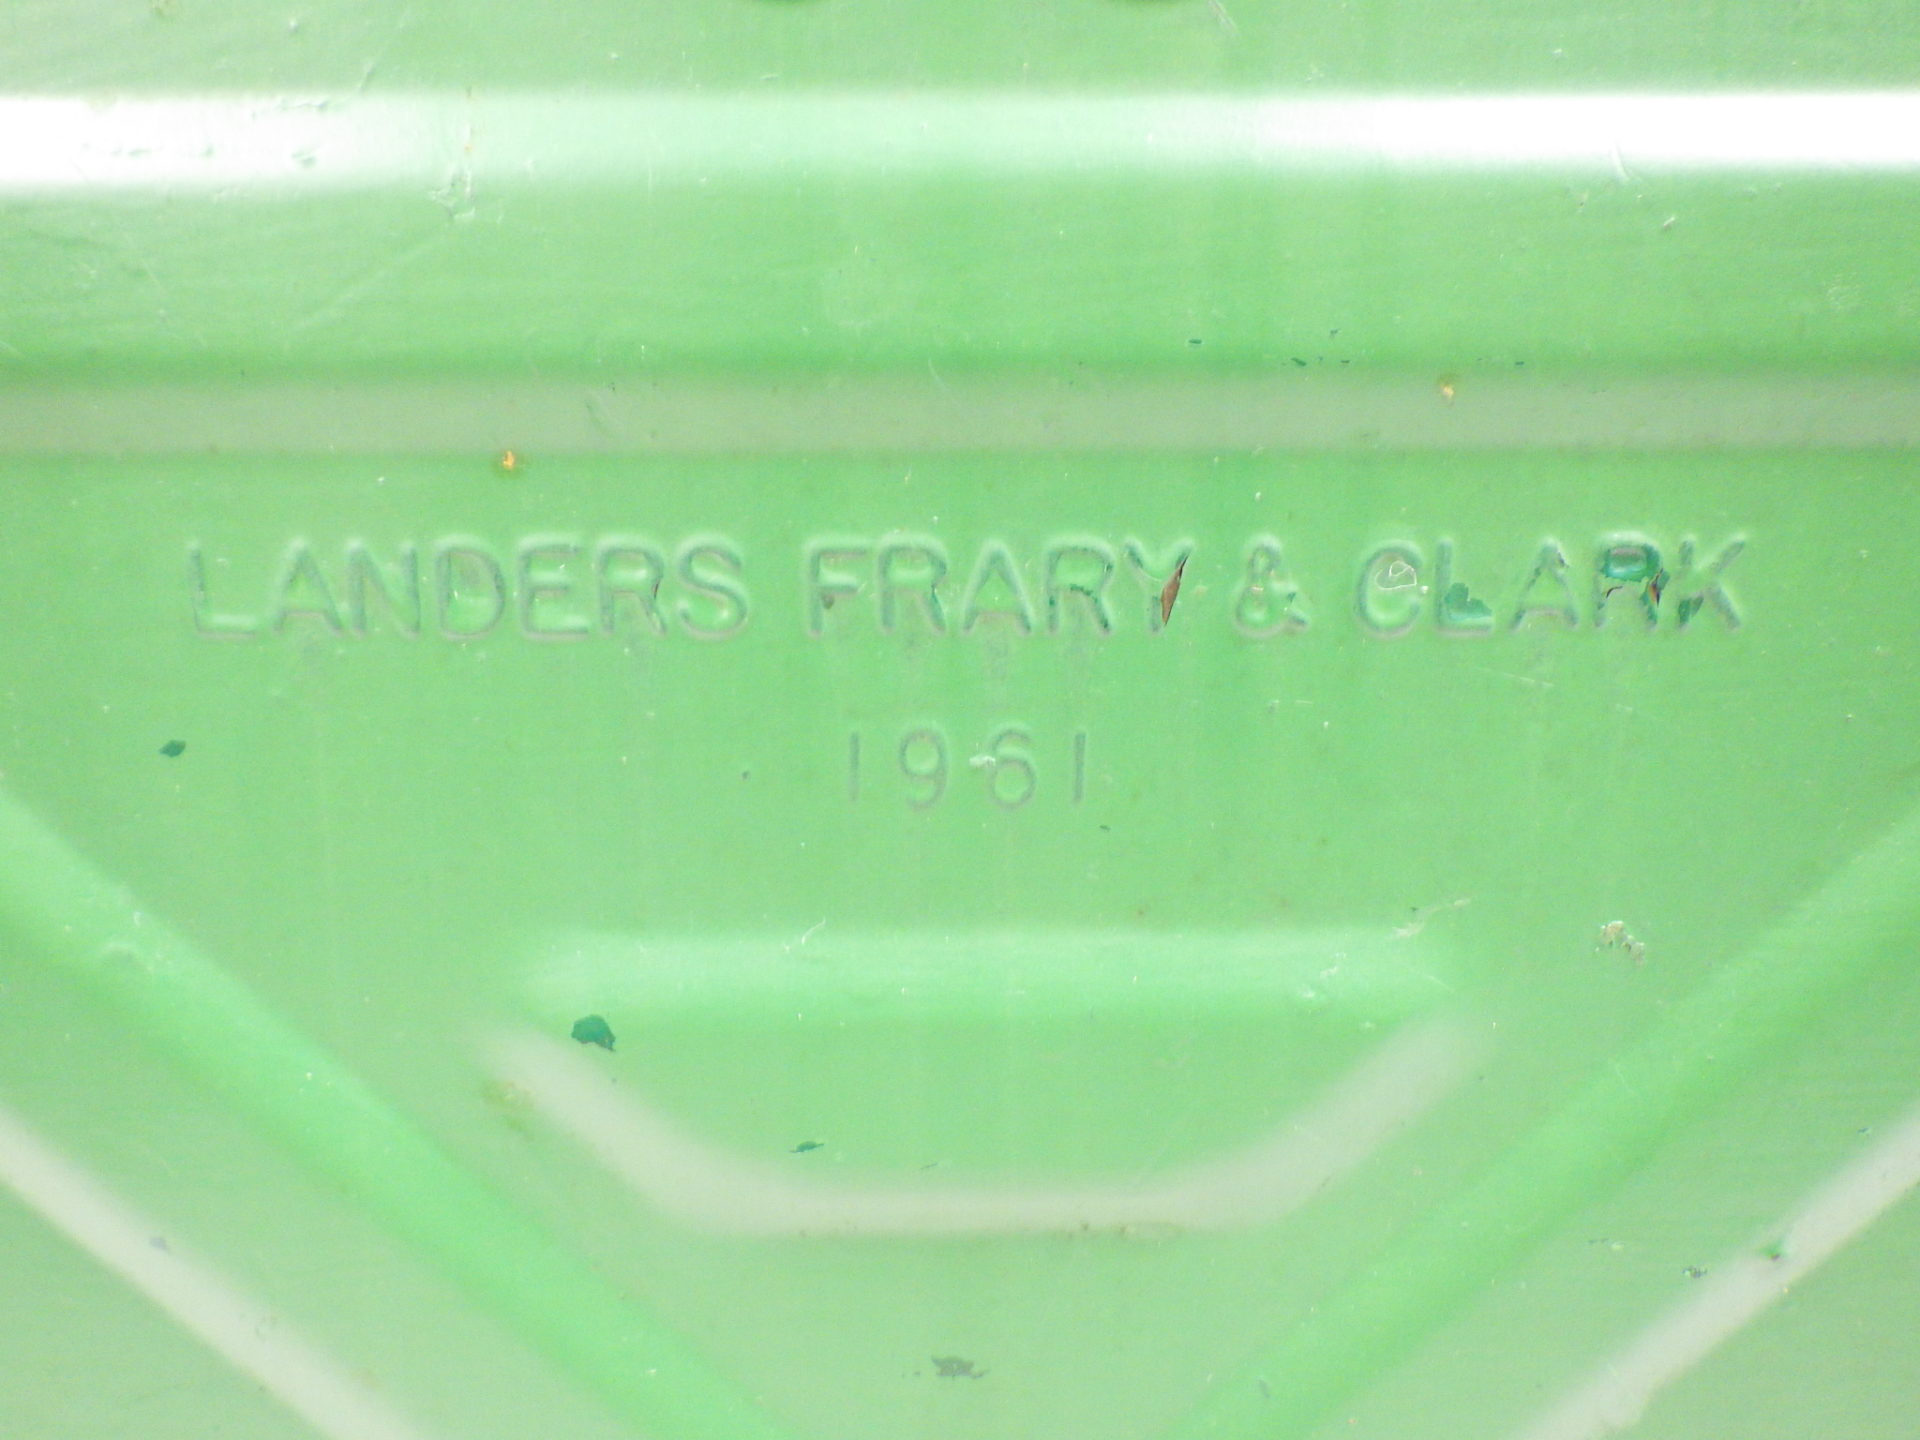 LANDERS FRARY & CLARK
1961